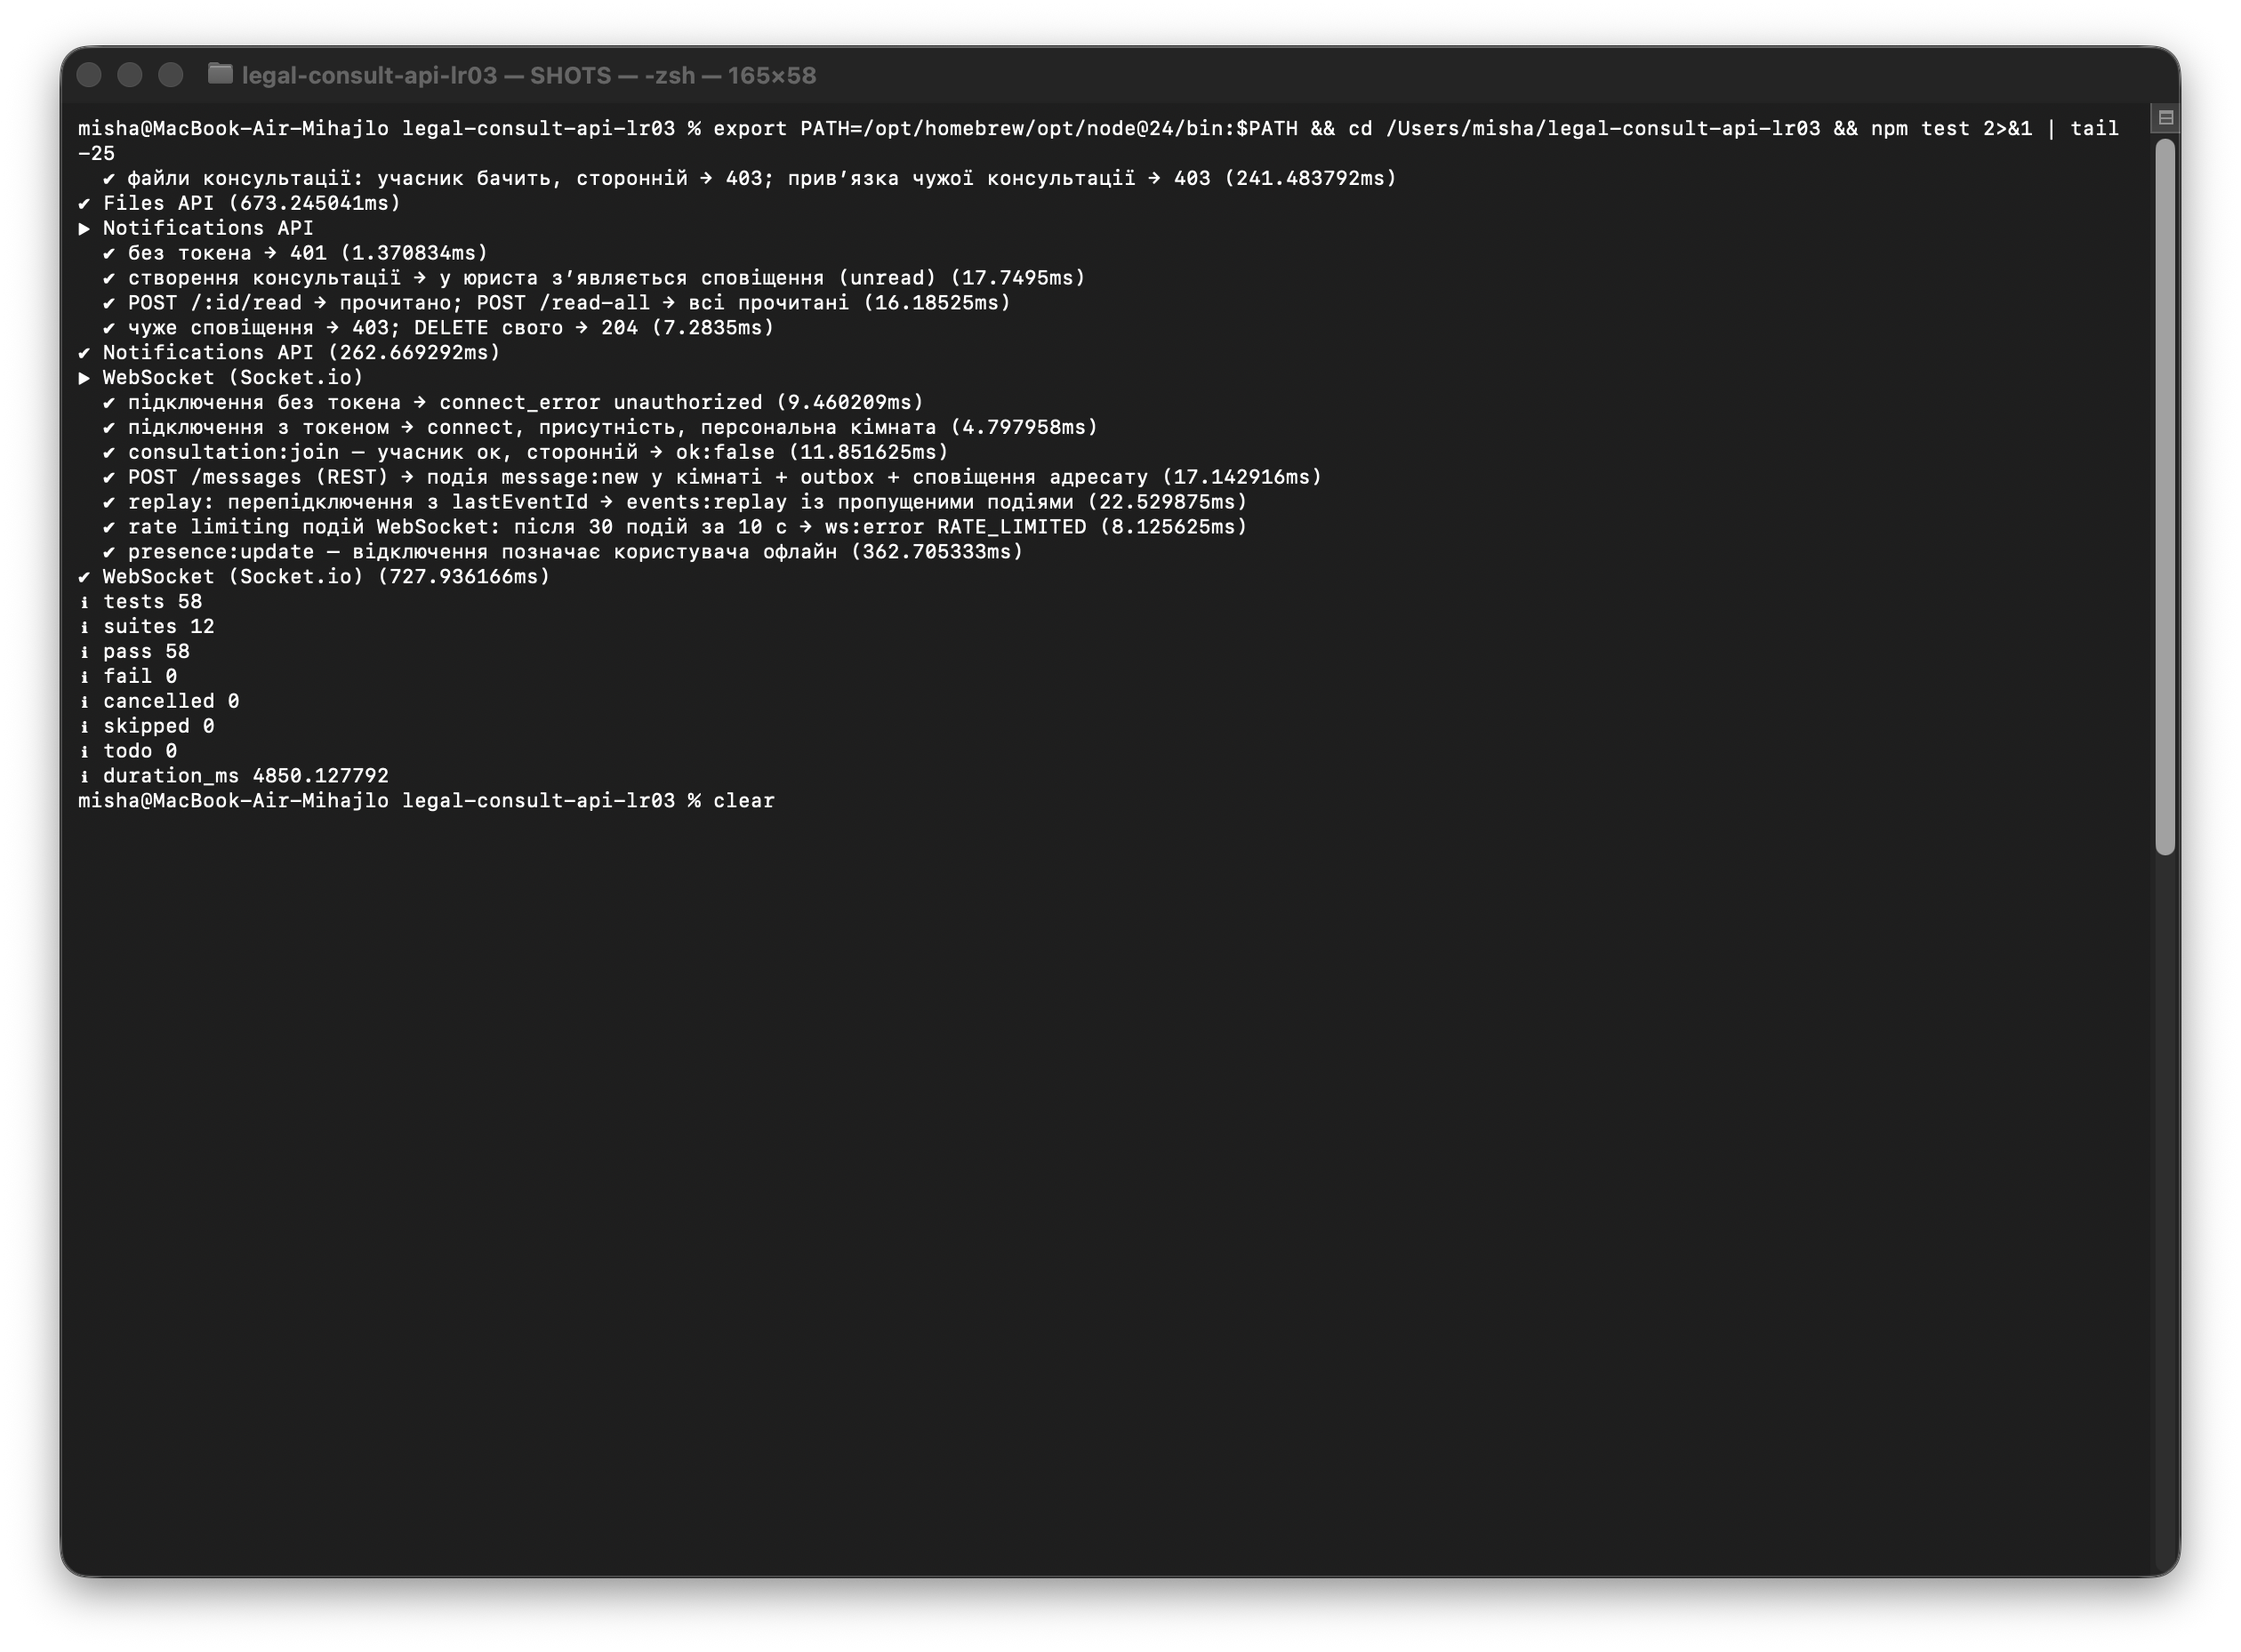 legal-consult-api-lr03 — SHOTS — -zsh — 165×58
misha@MacBook-Air-Mihajlo legal-consult-api-lr03 % export PATH=/opt/homebrew/opt/node@24/bin:$PATH && cd /Users/misha/legal-consult-api-lr03 && npm test 2>&1 | tail
-25
✔ файли консультації: учасник бачить, сторонній → 403; прив’язка чужої консультації → 403 (241.483792ms)
✔ Files API (673.245041ms)
▶ Notifications API
✔ без токена → 401 (1.370834ms)
✔ створення консультації → у юриста з’являється сповіщення (unread) (17.7495ms)
✔ POST /:id/read → прочитано; POST /read-all → всі прочитані (16.18525ms)
✔ чуже сповіщення → 403; DELETE свого → 204 (7.2835ms)
✔ Notifications API (262.669292ms)
▶ WebSocket (Socket.io)
✔ підключення без токена → connect_error unauthorized (9.460209ms)
✔ підключення з токеном → connect, присутність, персональна кімната (4.797958ms)
✔ consultation:join — учасник ок, сторонній → ok:false (11.851625ms)
✔ POST /messages (REST) → подія message:new у кімнаті + outbox + сповіщення адресату (17.142916ms)
✔ replay: перепідключення з lastEventId → events:replay із пропущеними подіями (22.529875ms)
✔ rate limiting подій WebSocket: після 30 подій за 10 с → ws:error RATE_LIMITED (8.125625ms)
✔ presence:update — відключення позначає користувача офлайн (362.705333ms)
✔ WebSocket (Socket.io) (727.936166ms)
ℹ tests 58
ℹ suites 12
ℹ pass 58
ℹ fail 0
ℹ cancelled 0
ℹ skipped 0
ℹ todo 0
ℹ duration_ms 4850.127792
misha@MacBook-Air-Mihajlo legal-consult-api-lr03 % clear